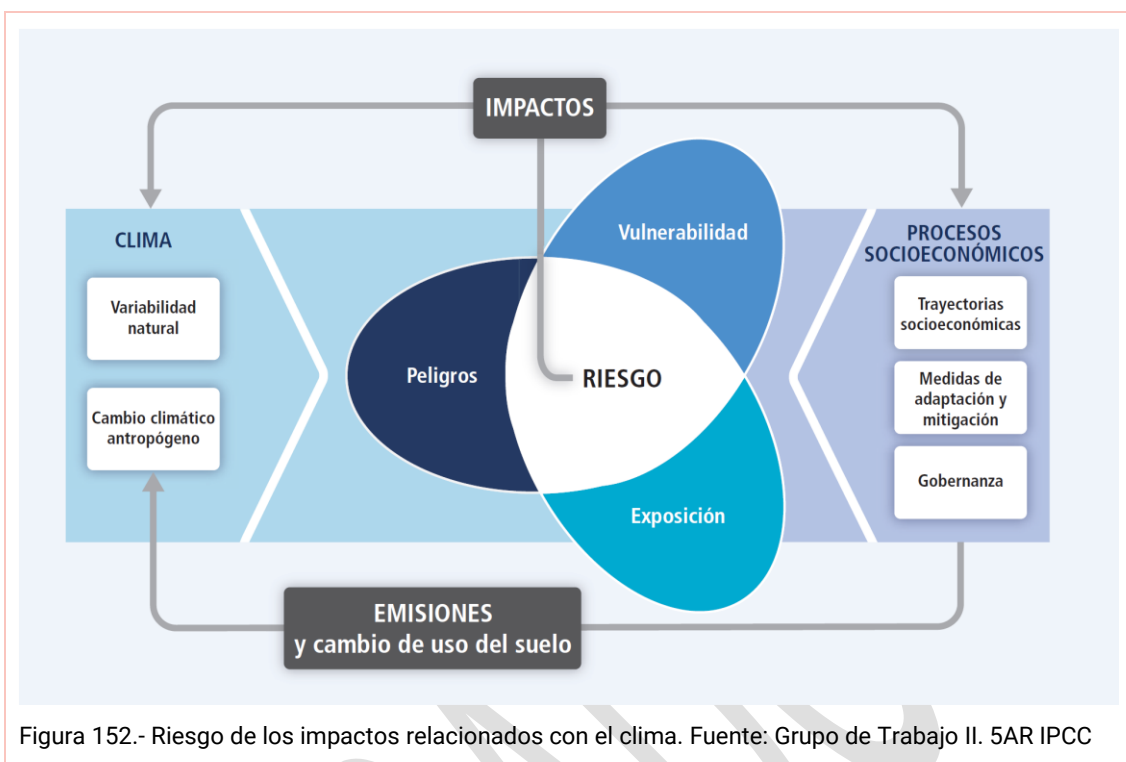 IMPACTOS
CLIMA
Variabilidad
natural
Cambio climático
antropógeno
Peligros
Vulnerabilidad
RIESGO
Exposición
PROCESOS
SOCIOECONÓMICOS
Trayectorias
socioeconómicas
Medidas de
adaptación y
mitigación
Gobernanza
EMISIONES
y cambio de uso del suelo
Figura 152.- Riesgo de los impactos relacionados con el clima. Fuente: Grupo de Trabajo II. 5AR IPCC